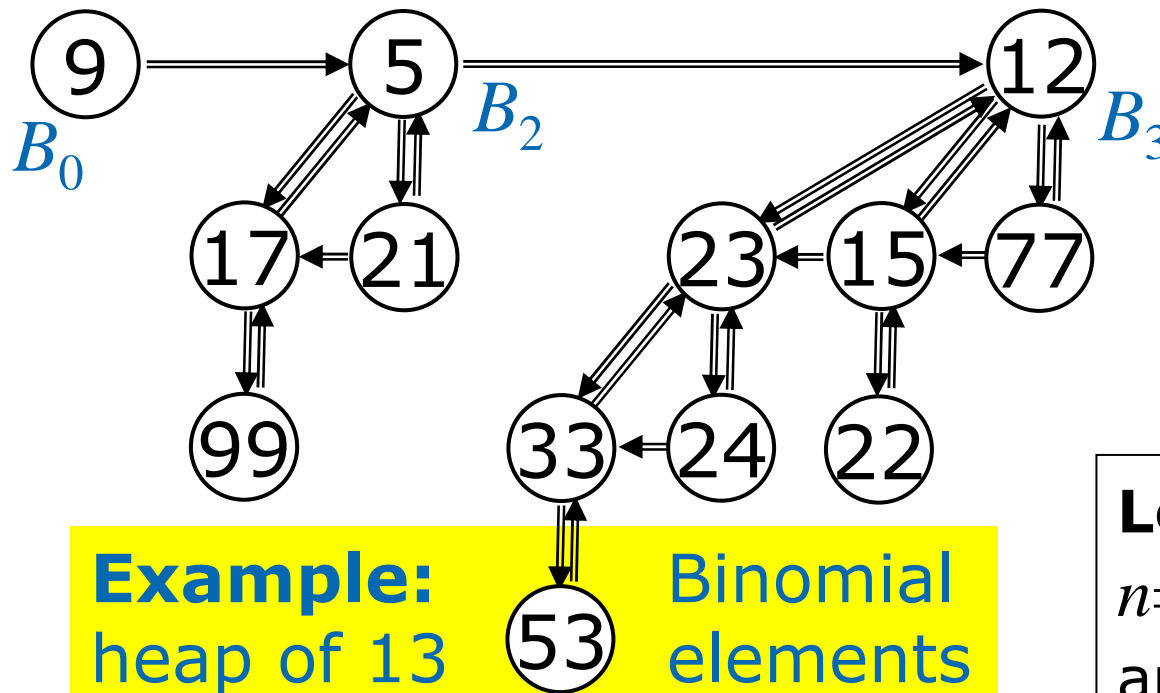 9 5 12
B0 B2 B3
17 21 23 15 77
99 33 24 22
53
Example: Binomial
heap of 13 elements
n=